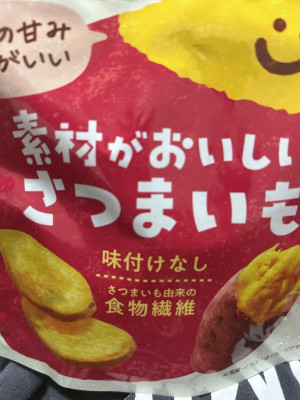 の甘み
がいい
素材がおいしい
さつまいも
味付けなし
さつまいも由来の
食物繊維